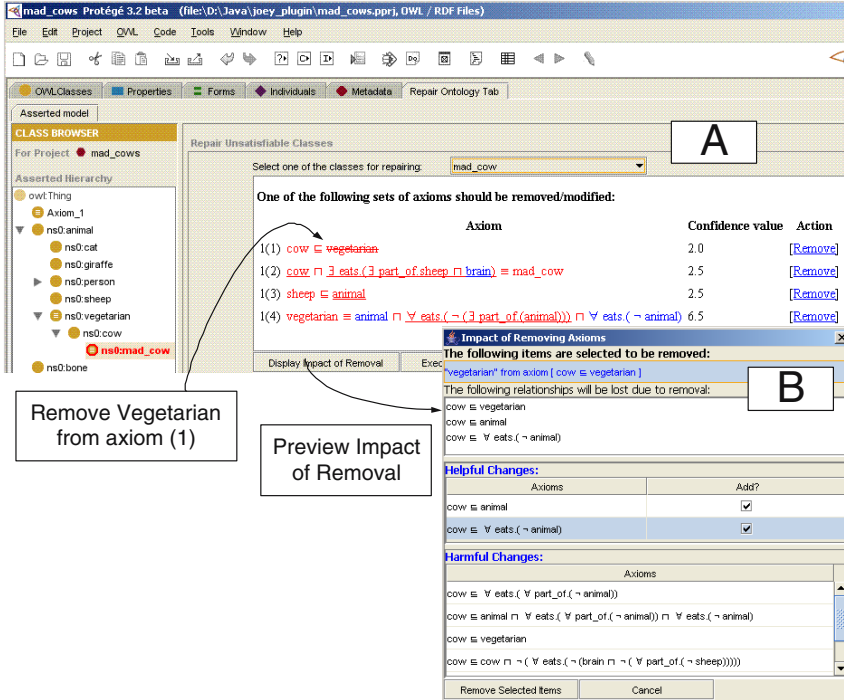 mad_cows Protégé 3.2 beta (file:\D:\Java\joey_plugin\mad_cows.pprj, OWL / RDF Files)
File Edit Project OWL Code Tools Window Help
OWLClasses Properties Forms Individuals Metadata Repair Ontology Tab
Asserted model
CLASS BROWSER
For Project mad_cows
Asserted Hierarchy
owl:Thing
Axiom_1
ns0:animal
ns0:cat
ns0:giraffe
ns0:person
ns0:sheep
ns0:vegetarian
ns0:cow
ns0:mad_cow
ns0:bone
Repair Unsatisfiable Classes
A
Select one of the classes for repairing: mad_cow
One of the following sets of axioms should be removed/modified:
Axiom Confidence value Action
1(1) cow ⊑ vegetarian 2.0 [Remove]
1(2) cow ⊓ ∃ eats.(∃ part_of.sheep ⊓ brain) ≡ mad_cow 2.5 [Remove]
1(3) sheep ⊑ animal 2.5 [Remove]
1(4) vegetarian ≡ animal ⊓ ∀ eats.( ¬ (∃ part_of.(animal))) ⊓ ∀ eats.( ¬ animal) 6.5 [Remove]
Display Impact of Removal Exec
Remove Vegetarian
from axiom (1)
Preview Impact
of Removal
Impact of Removing Axioms
The following items are selected to be removed:
"vegetarian" from axiom [ cow ⊑ vegetarian ]
B
The following relationships will be lost due to removal:
cow ⊑ vegetarian
cow ⊑ animal
cow ⊑ ∀ eats.( ¬ animal)
Helpful Changes:
Axioms Add?
cow ⊑ animal
cow ⊑ ∀ eats.( ¬ animal)
Harmful Changes:
Axioms
cow ⊑ ∀ eats.( ∀ part_of.( ¬ animal))
cow ⊑ animal ⊓ ∀ eats.( ∀ part_of.( ¬ animal)) ⊓ ∀ eats.( ¬ animal)
cow ⊑ vegetarian
cow ⊑ cow ⊓ ¬ ( ∀ eats.( ¬ (brain ⊓ ¬ ( ∀ part_of.( ¬ sheep)))))
Remove Selected Items Cancel